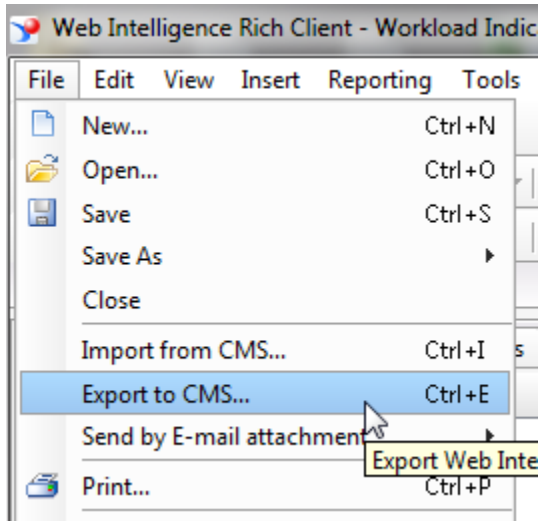 Web Intelligence Rich Client - Workload Indic
File Edit View Insert Reporting Tools
New... Ctrl+N
Open... Ctrl+O
Save Ctrl+S
Save As
Close
Import from CMS... Ctrl+I
Export to CMS... Ctrl+E
Send by E-mail attachment
Export Web Inte
Print... Ctrl+P